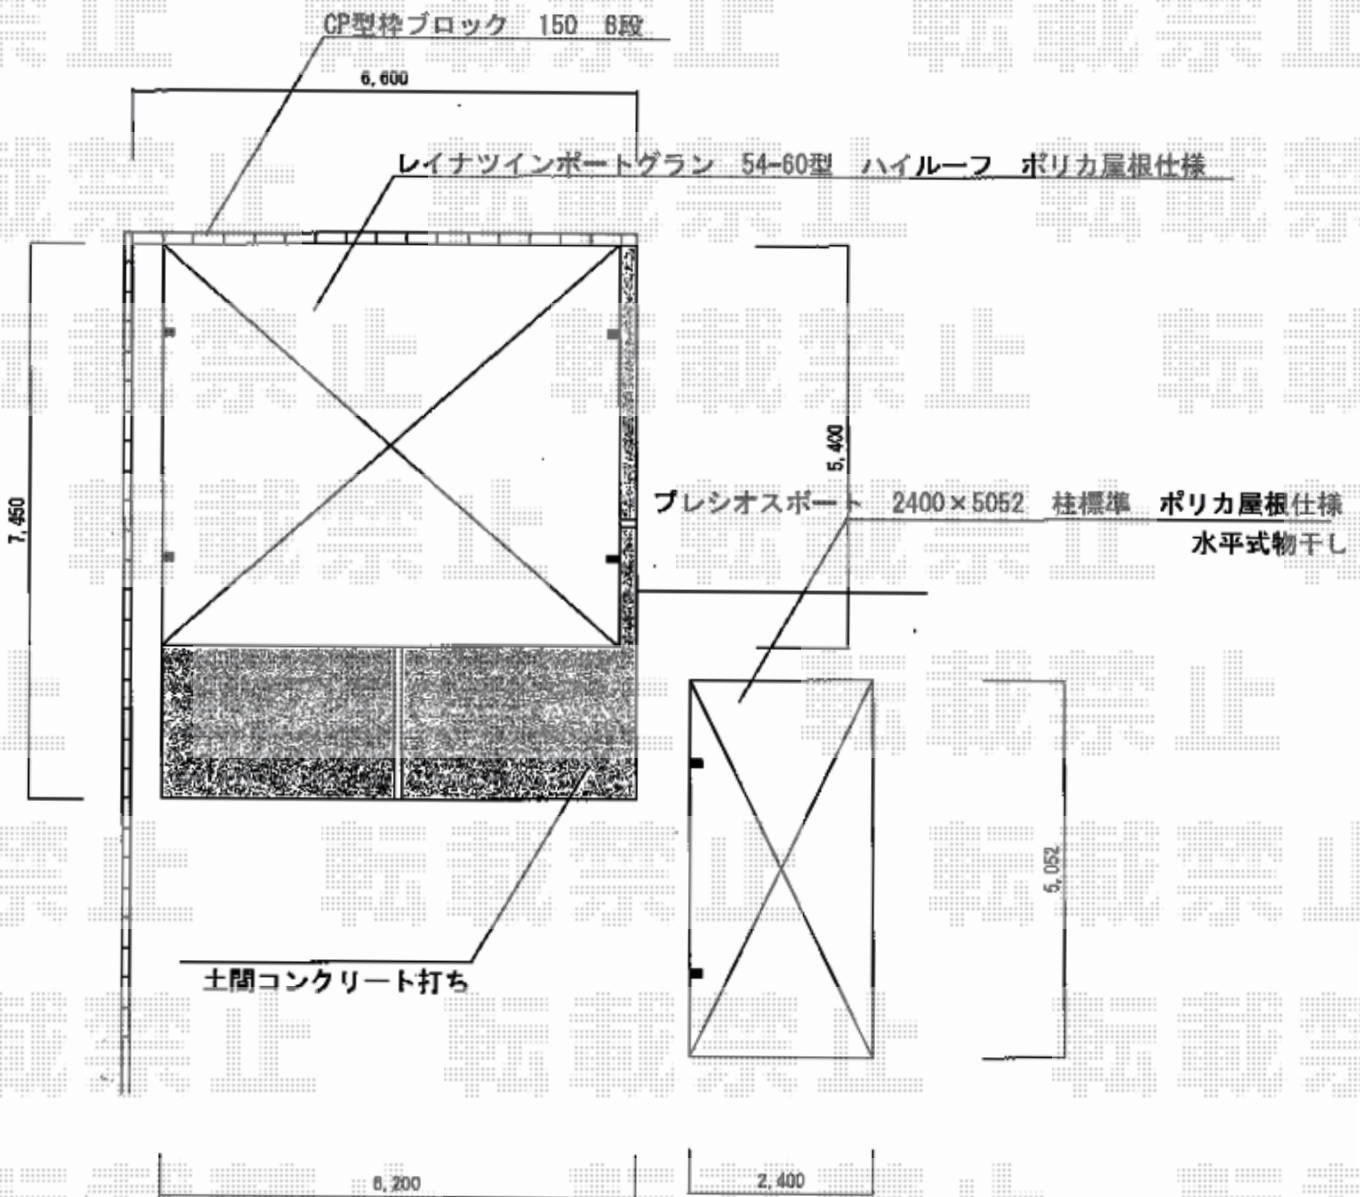 CP型枠ブロック 150 6段
6,600
レイナツインポートグラン 54-60型 ハイルーフ ポリカ屋根仕様
5,400
7,450
プレシオスポート 2400×5052 柱標準 ポリカ屋根仕様
水平式物干し
5,052
土間コンクリート打ち
6,200
2,400
転載禁止